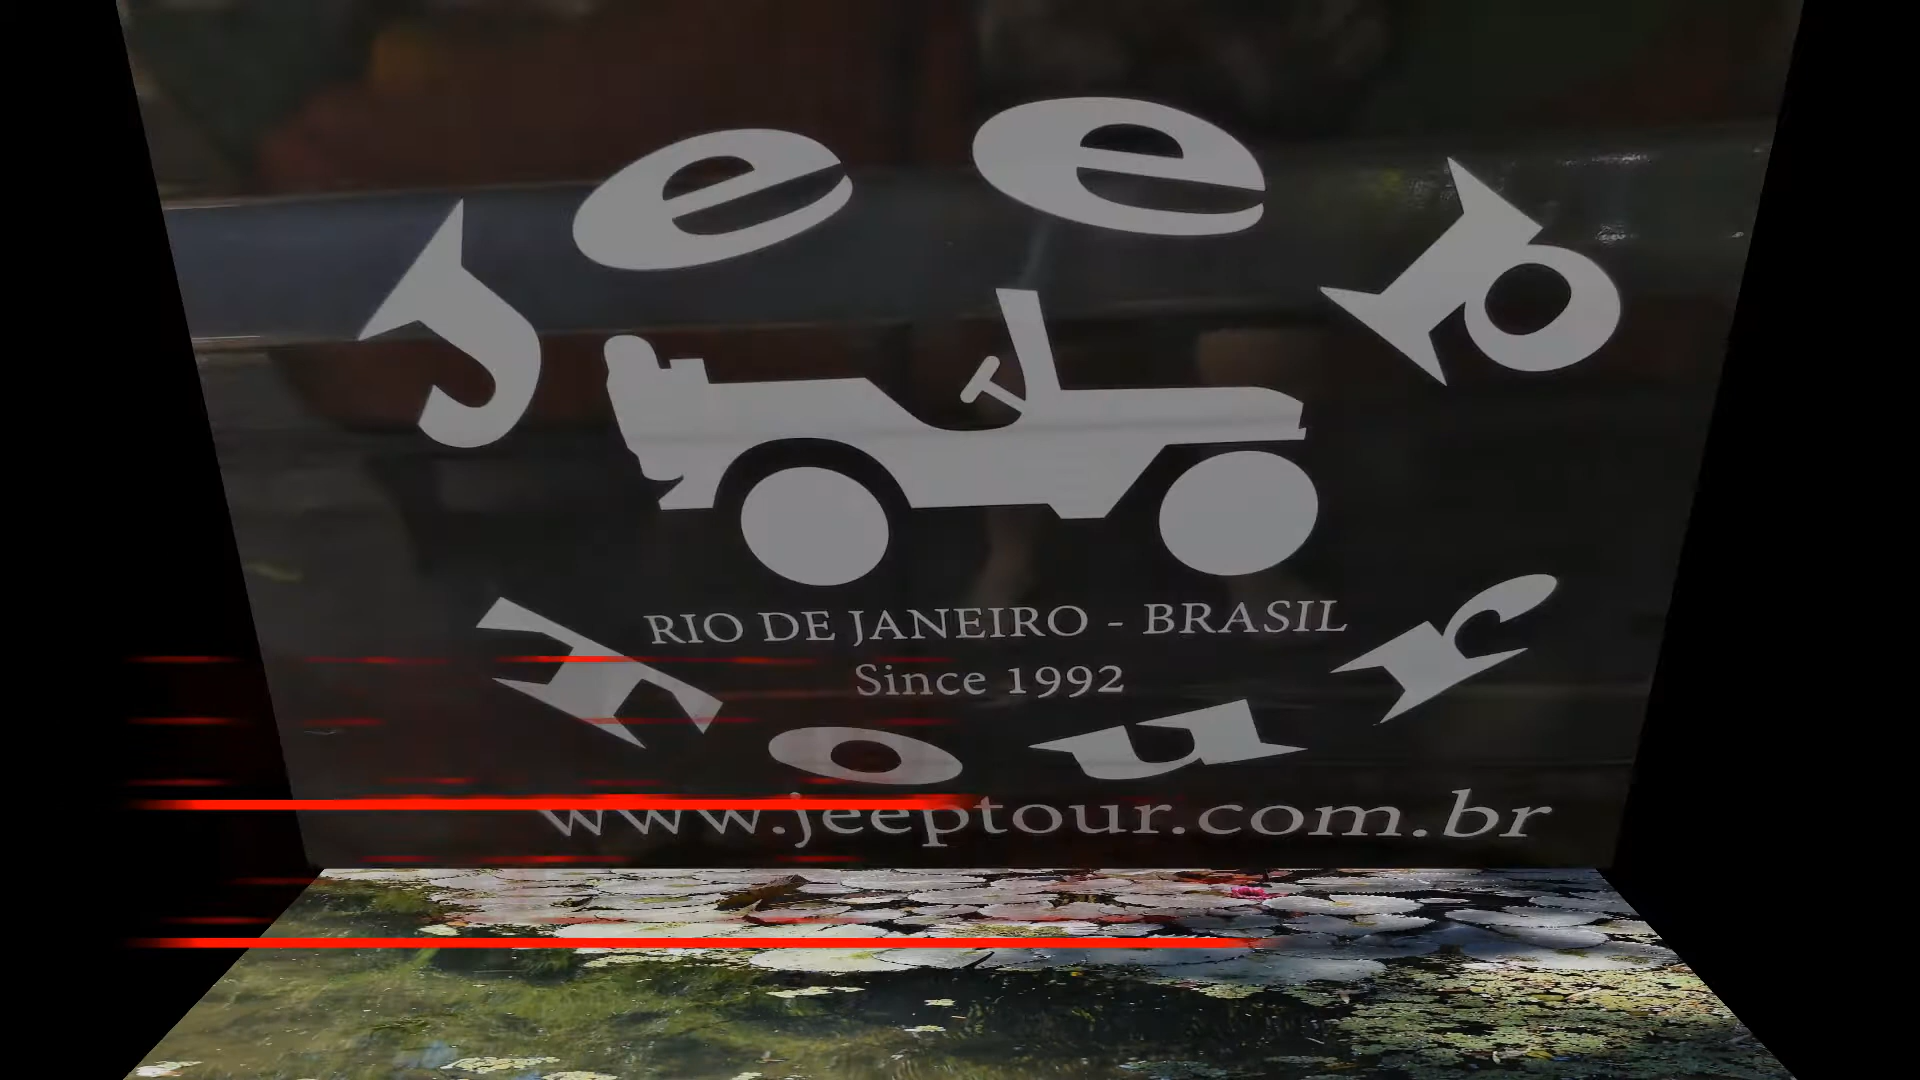 Jeep
RIO DE JANEIRO - BRASIL
Since 1992
Tour
www.jeeptour.com.br